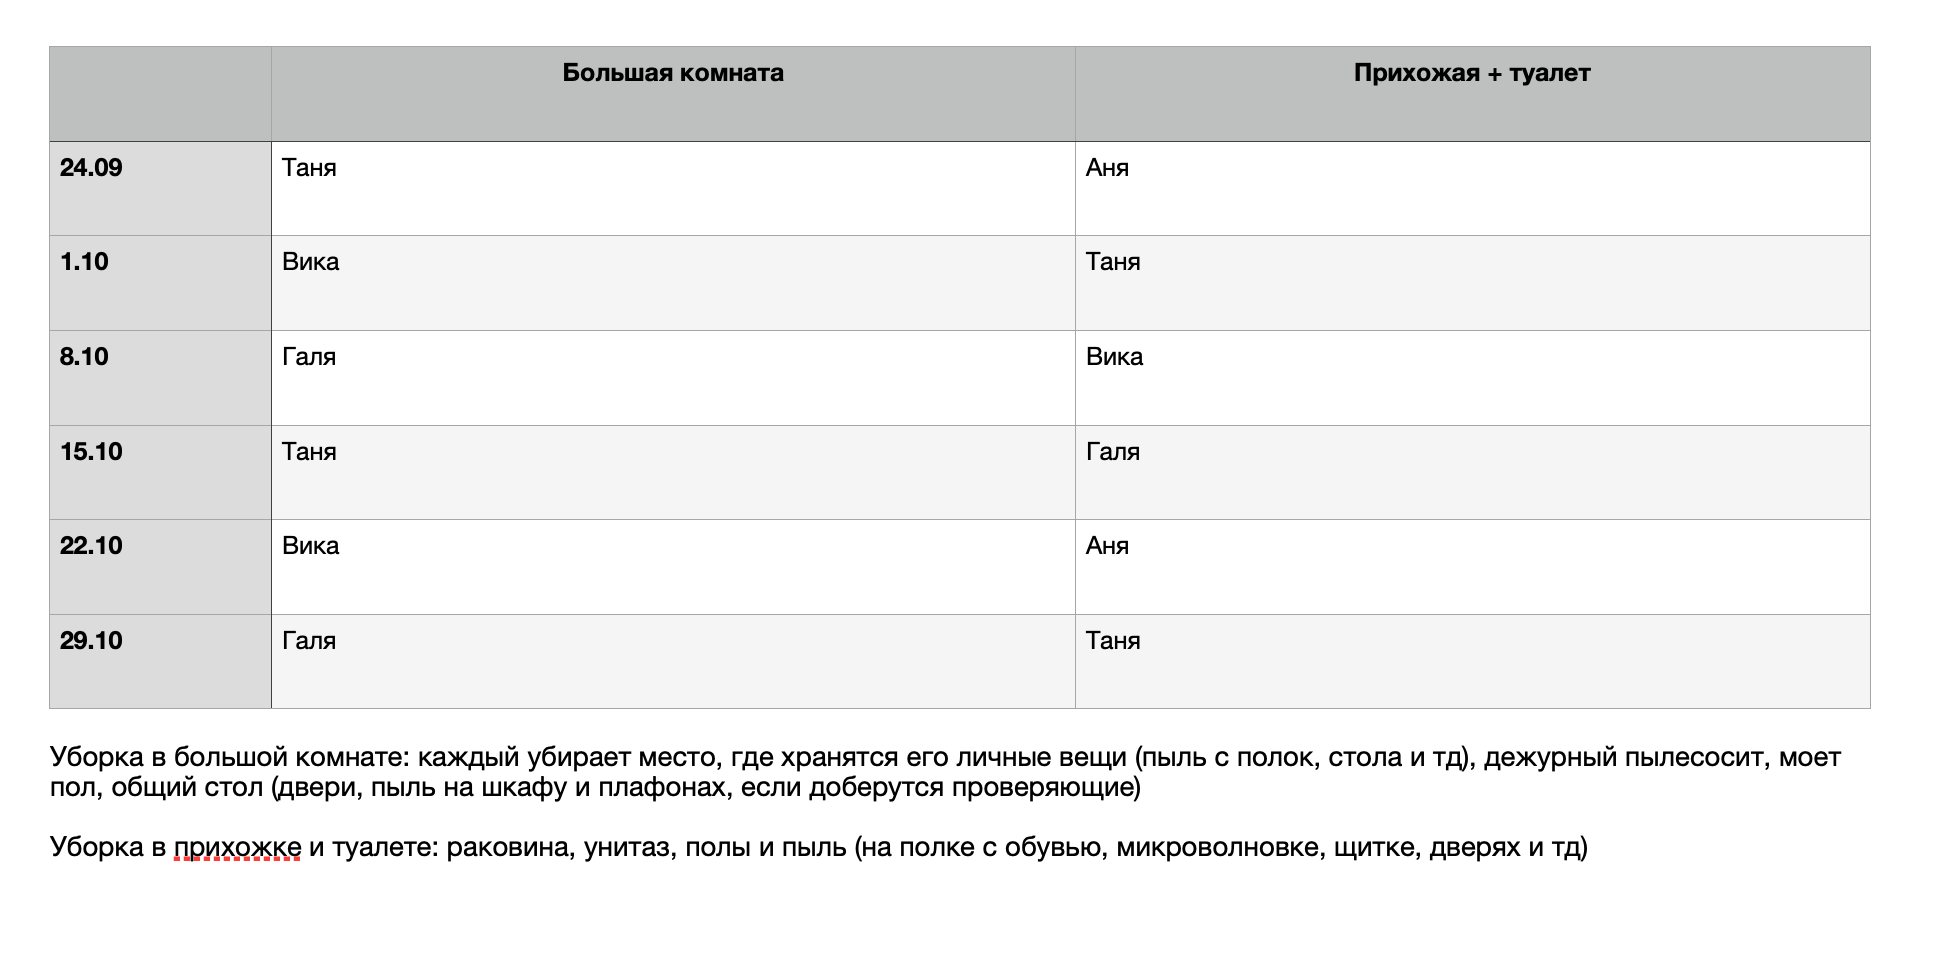 Большая комната
Прихожая + туалет
24.09 Таня Аня
1.10 Вика Таня
8.10 Галя Вика
15.10 Таня Галя
22.10 Вика Аня
29.10 Галя Таня
Уборка в большой комнате: каждый убирает место, где хранятся его личные вещи (пыль с полок, стола и тд), дежурный пылесосит, моет
пол, общий стол (двери, пыль на шкафу и плафонах, если доберутся проверяющие)
Уборка в прихожке и туалете: раковина, унитаз, полы и пыль (на полке с обувью, микроволновке, щитке, дверях и тд)